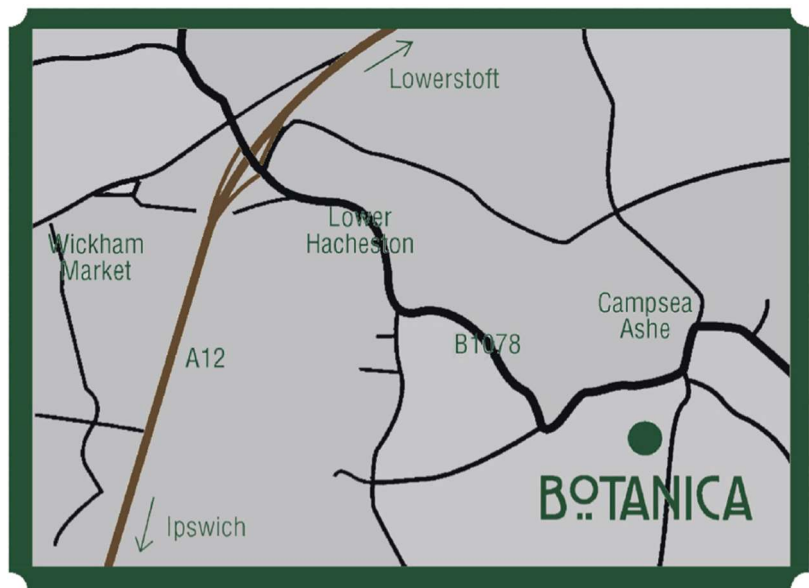 Lowerstoft
Lower
Hacheston
Wickham
Market
Campsea
Ashe
B1078
A12
BOTANICA
Ipswich